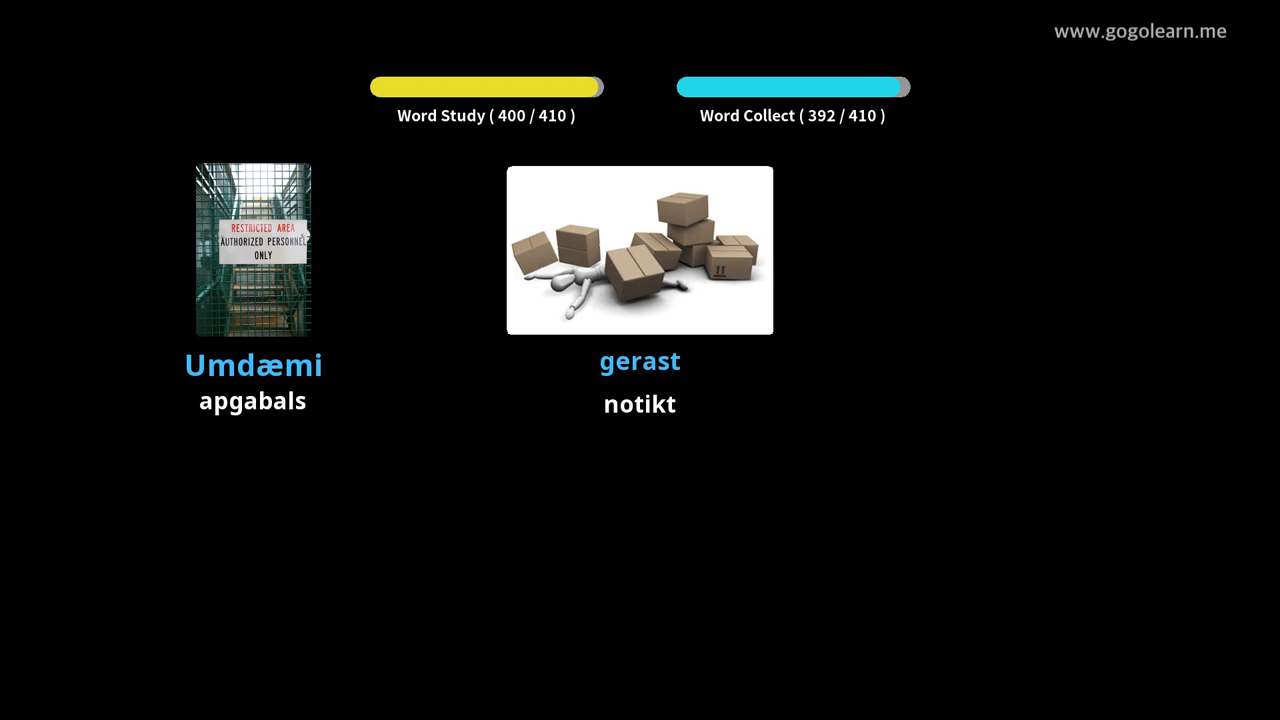 www.gogolearn.me
Word Study ( 400 / 410 )
Word Collect ( 392 / 410 )
RESTRICTED AREA
AUTHORIZED PERSONNEL
ONLY
Umdæmi
apgabals
gerast
notikt